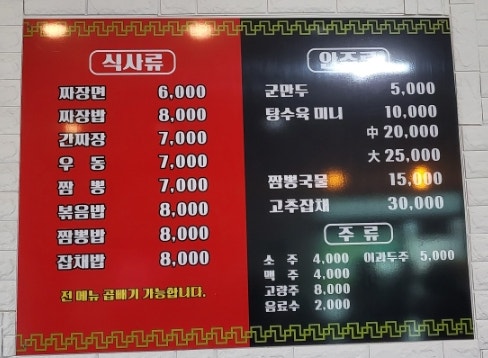 식사류
짜장면 6,000
짜장밥 8,000
간짜장 7,000
우동 7,000
짬뽕 7,000
볶음밥 8,000
짬뽕밥 8,000
잡채밥 8,000
전 메뉴 곱빼기 가능합니다.
안주류
군만두 5,000
탕수육 미니 10,000
中 20,000
大 25,000
짬뽕국물 15,000
고추잡채 30,000
주류
소주 4,000 이과두주 5,000
맥주 4,000
고량주 8,000
음료수 2,000